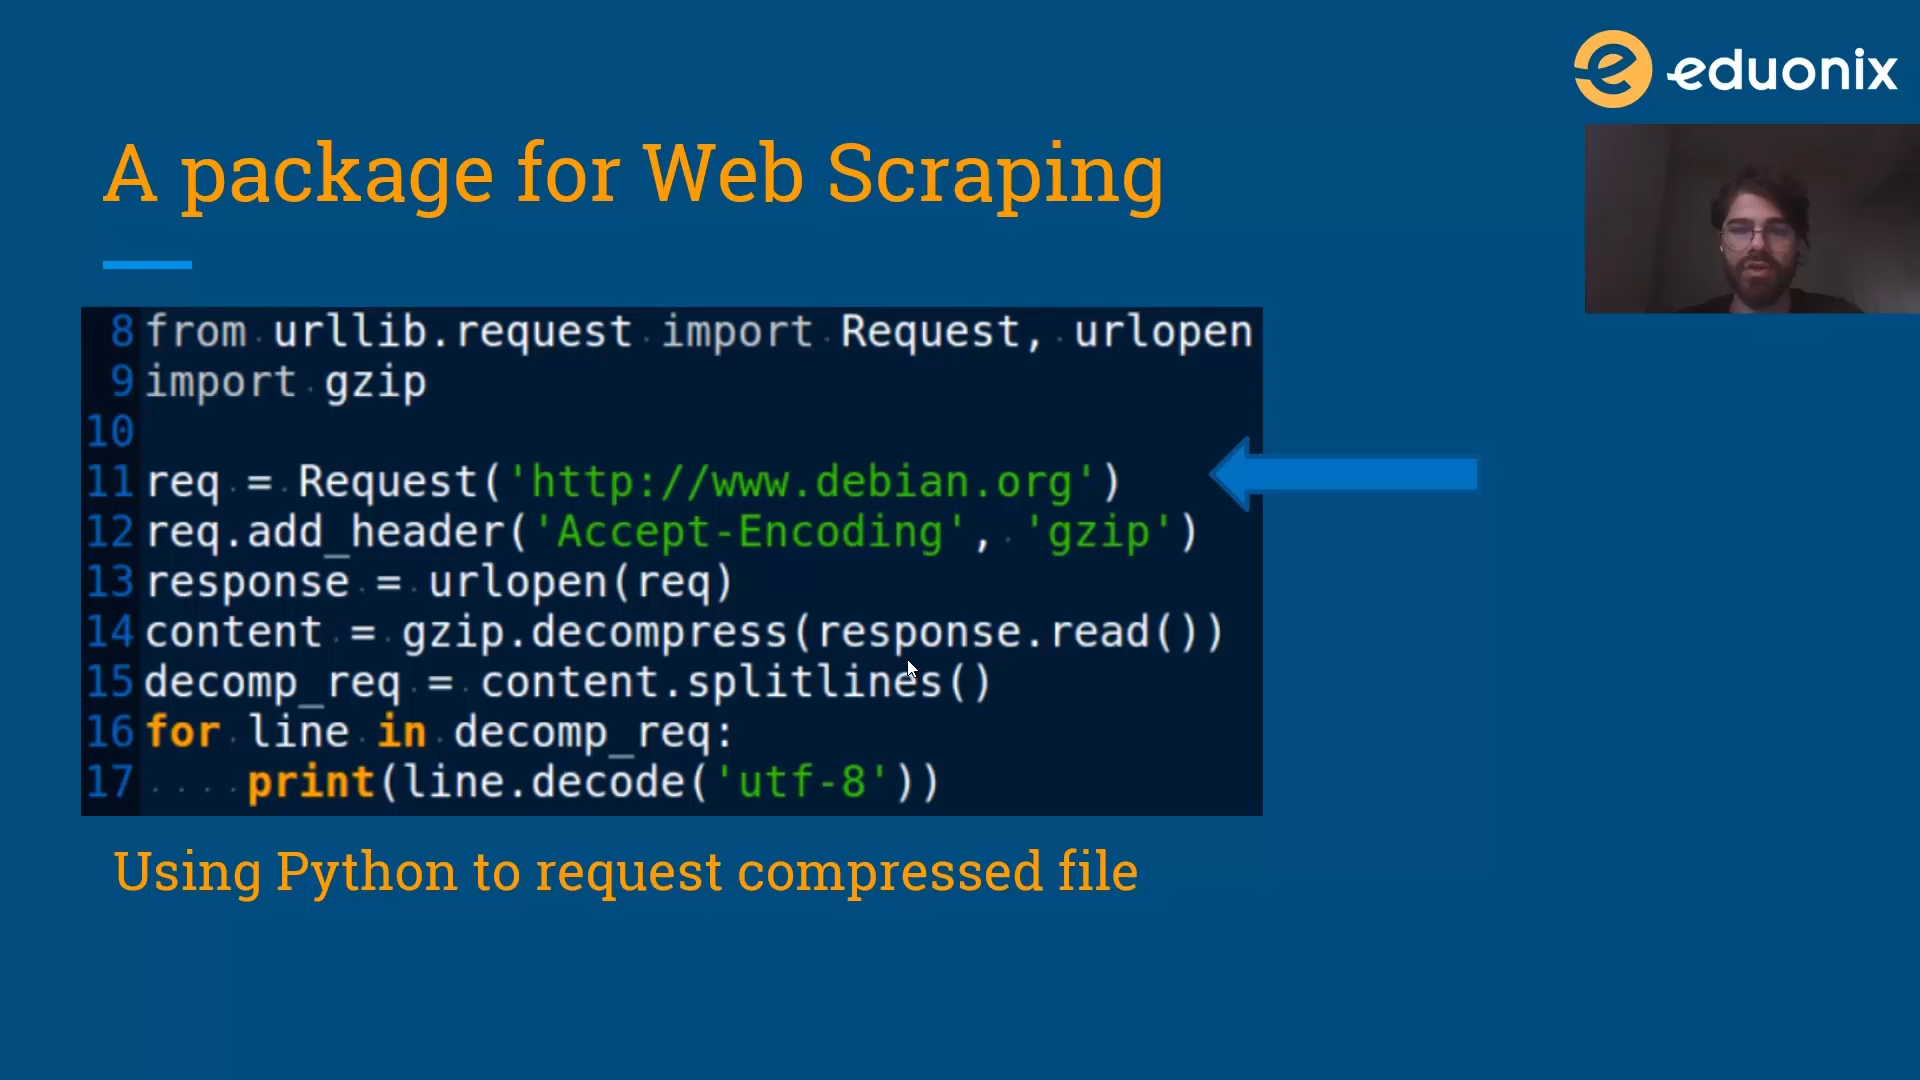 eduonix
A package for Web Scraping
8 from urllib.request import Request, urlopen
9 import gzip
10
11 req = Request('http://www.debian.org')
12 req.add_header('Accept-Encoding', 'gzip')
13 response = urlopen(req)
14 content = gzip.decompress(response.read())
15 decomp_req = content.splitlines()
16 for line in decomp_req:
17     print(line.decode('utf-8'))
Using Python to request compressed file